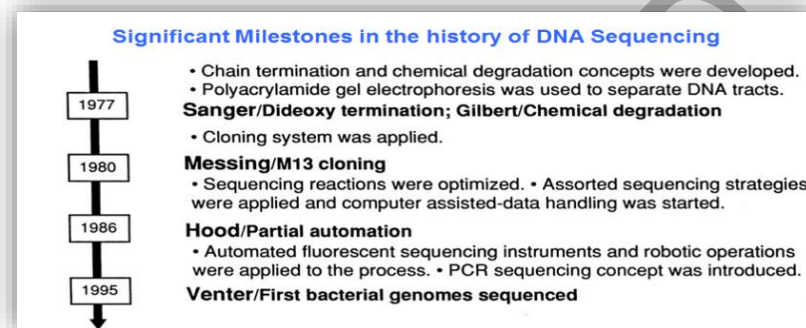 Significant Milestones in the history of DNA Sequencing
• Chain termination and chemical degradation concepts were developed.
• Polyacrylamide gel electrophoresis was used to separate DNA tracts.
1977
Sanger/Dideoxy termination; Gilbert/Chemical degradation
• Cloning system was applied.
1980
Messing/M13 cloning
• Sequencing reactions were optimized. • Assorted sequencing strategies
were applied and computer assisted-data handling was started.
1986
Hood/Partial automation
• Automated fluorescent sequencing instruments and robotic operations
were applied to the process. • PCR sequencing concept was introduced.
1995
Venter/First bacterial genomes sequenced